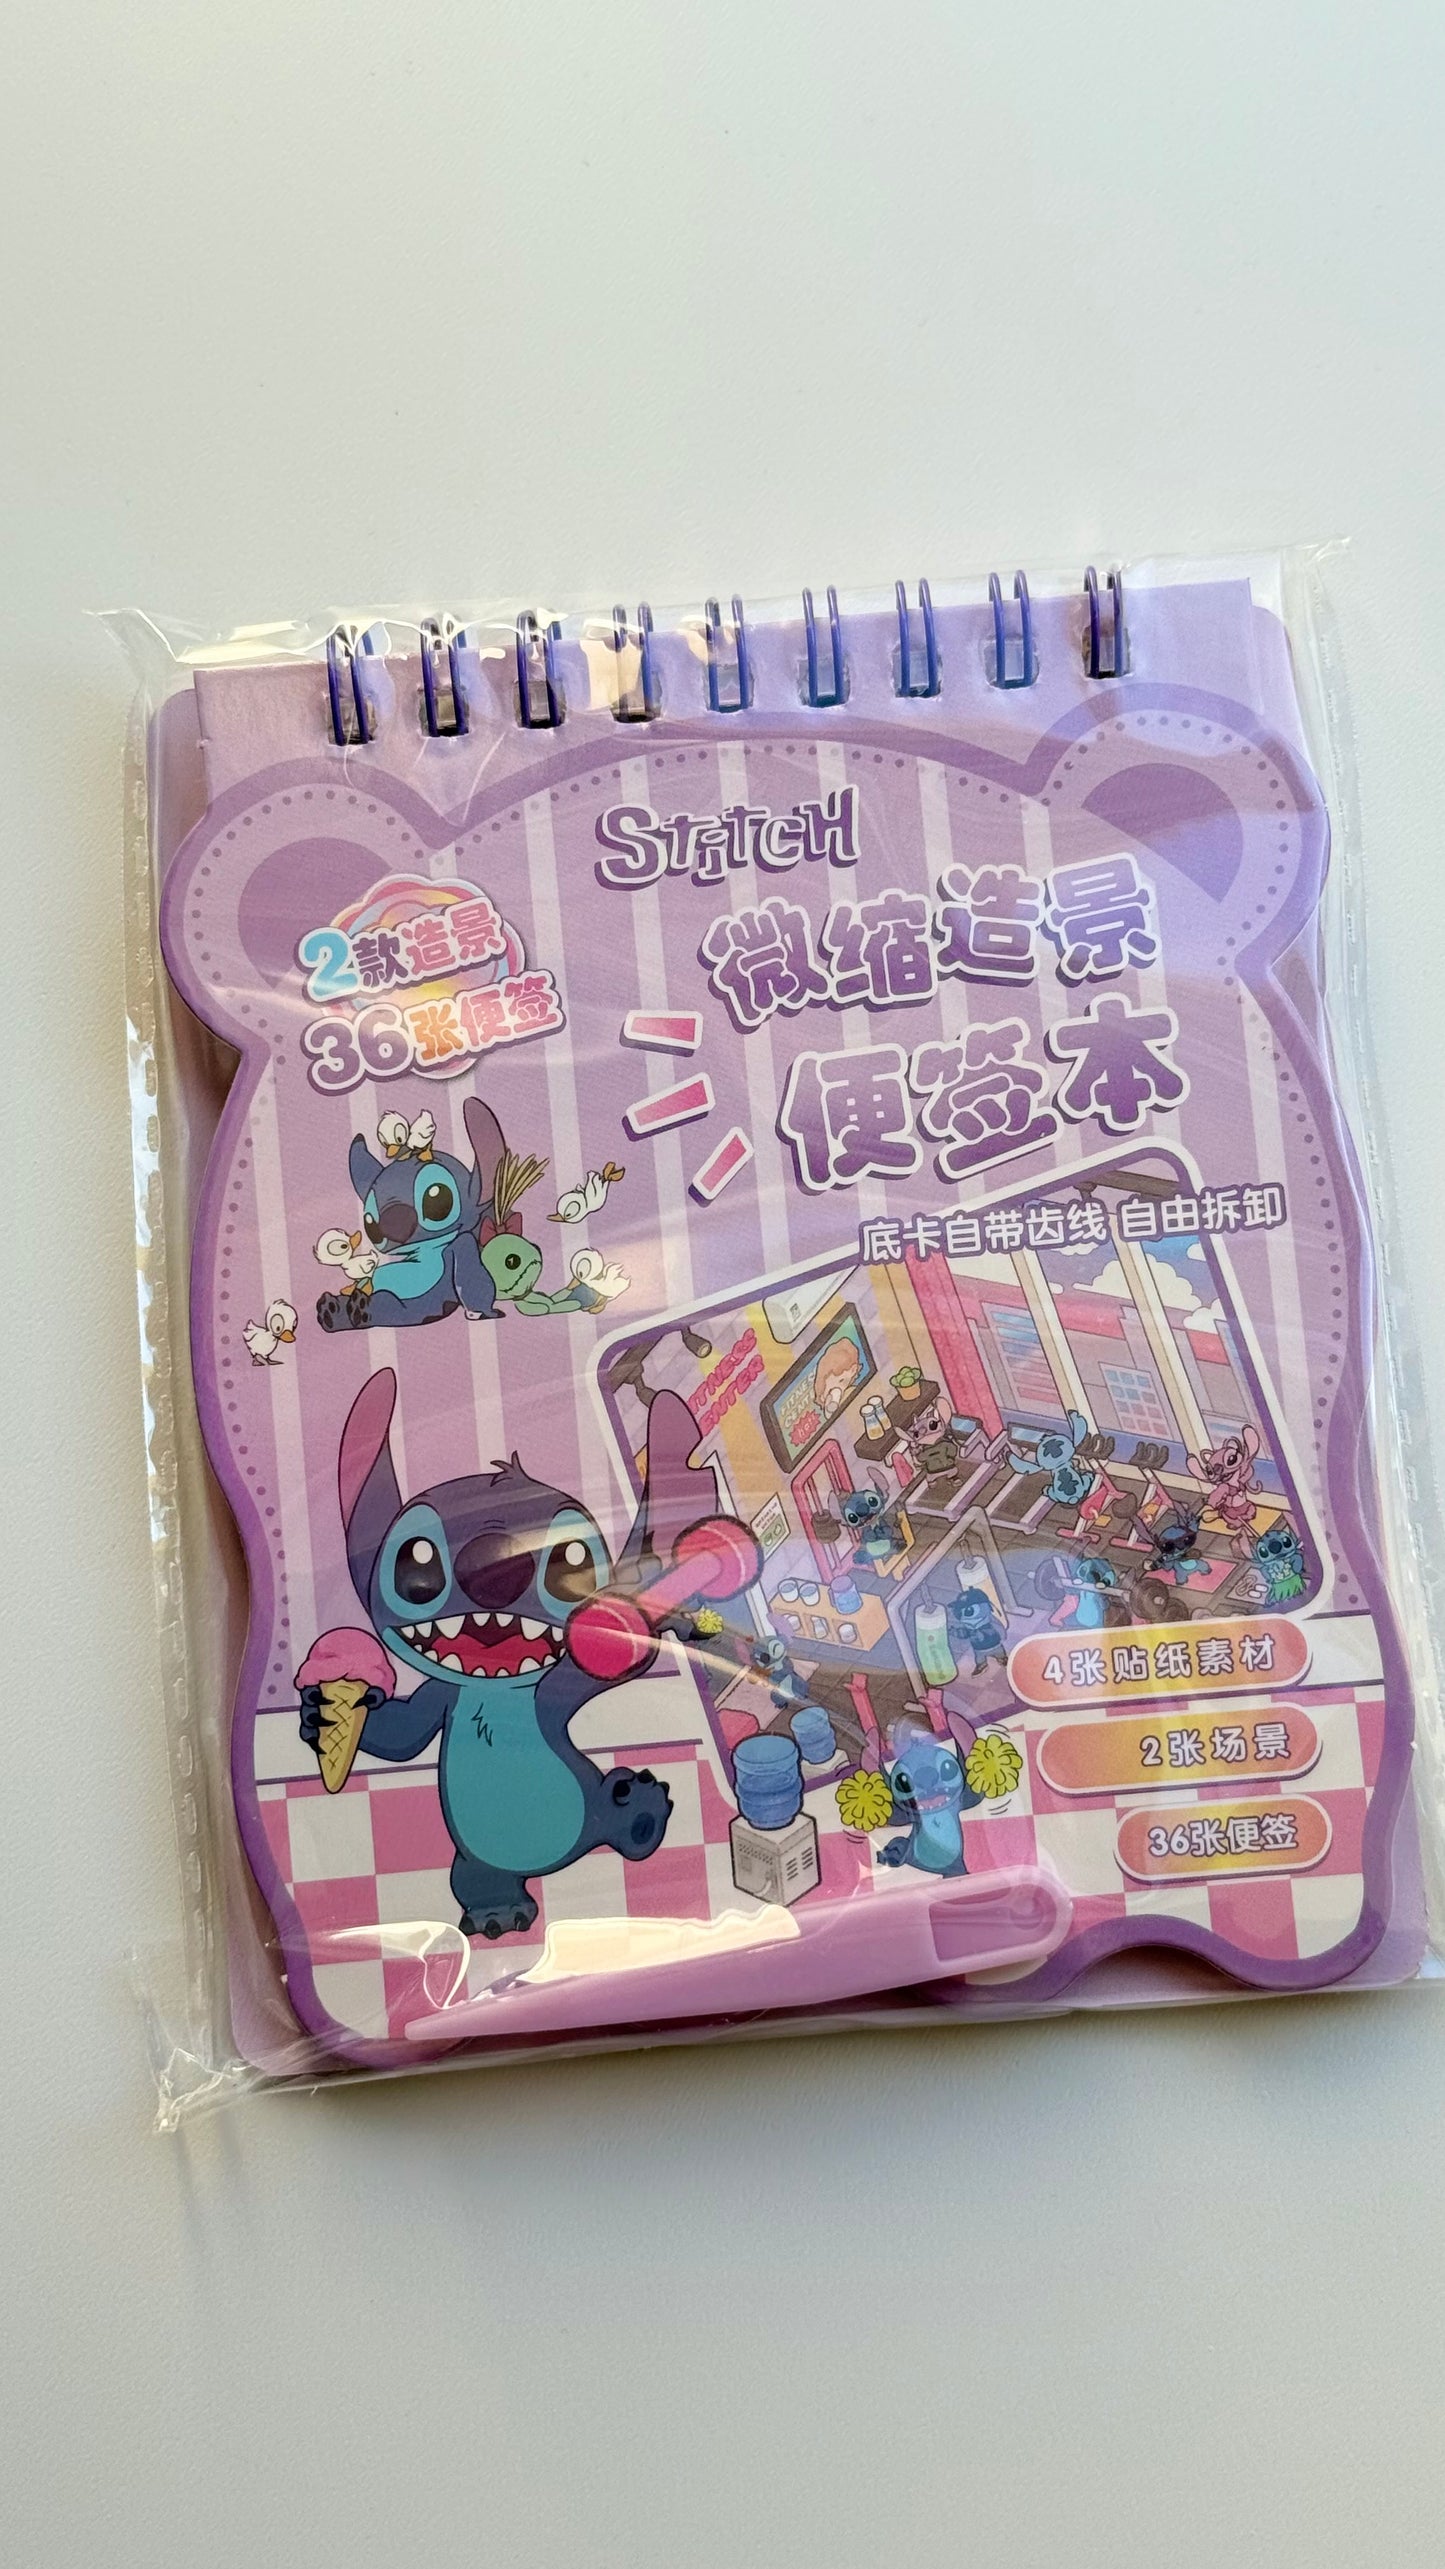 STITCH
微缩造景
便签本
2款造景
36张便签
底卡自带齿线 自由拆卸
FITNESS
CENTER
4张贴纸素材
2张场景
36张便签